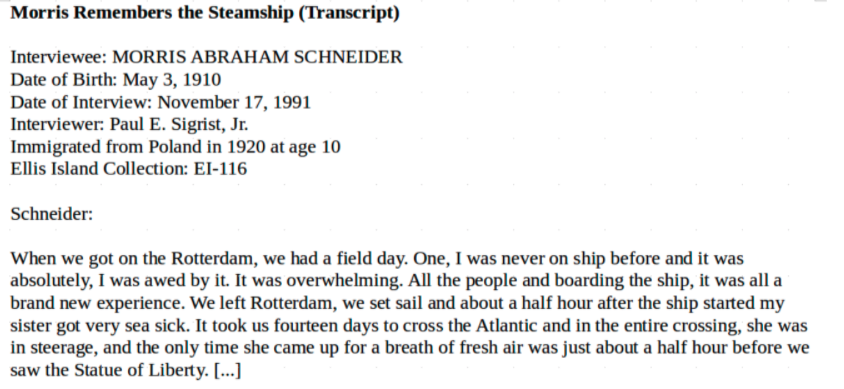 Morris Remembers the Steamship (Transcript)
Interviewee: MORRIS ABRAHAM SCHNEIDER
Date of Birth: May 3, 1910
Date of Interview: November 17, 1991
Interviewer: Paul E. Sigrist, Jr.
Immigrated from Poland in 1920 at age 10
Ellis Island Collection: EI-116
Schneider:
When we got on the Rotterdam, we had a field day. One, I was never on ship before and it was
absolutely, I was awed by it. It was overwhelming. All the people and boarding the ship, it was all a
brand new experience. We left Rotterdam, we set sail and about a half hour after the ship started my
sister got very sea sick. It took us fourteen days to cross the Atlantic and in the entire crossing, she was
in steerage, and the only time she came up for a breath of fresh air was just about a half hour before we
saw the Statue of Liberty. [...]